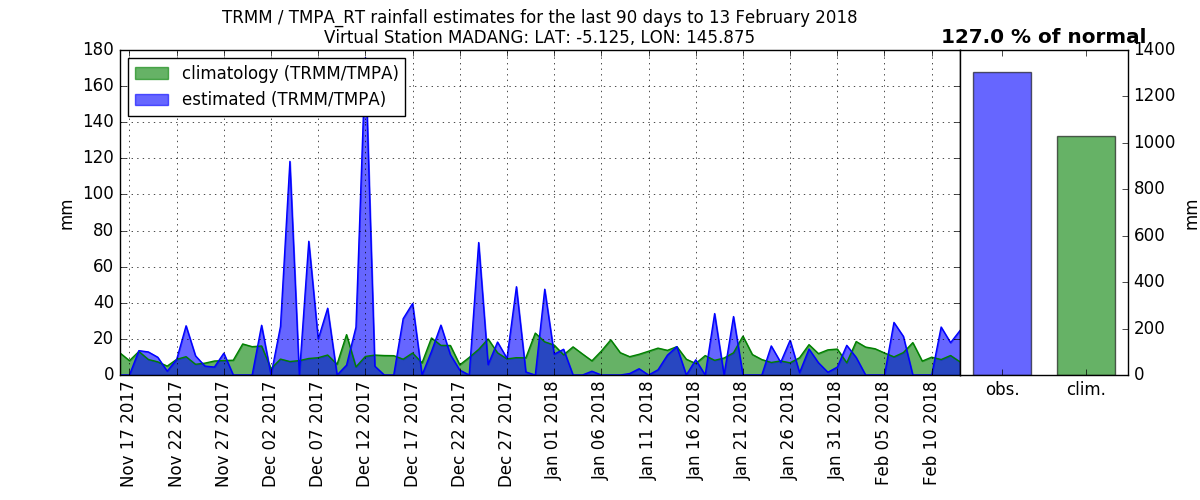 TRMM / TMPA_RT rainfall estimates for the last 90 days to 13 February 2018
Virtual Station MADANG: LAT: -5.125, LON: 145.875
127.0 % of normal
climatology (TRMM/TMPA)
estimated (TRMM/TMPA)
mm
180
160
140
120
100
80
60
40
20
0
Nov 17 2017
Nov 22 2017
Nov 27 2017
Dec 02 2017
Dec 07 2017
Dec 12 2017
Dec 17 2017
Dec 22 2017
Dec 27 2017
Jan 01 2018
Jan 06 2018
Jan 11 2018
Jan 16 2018
Jan 21 2018
Jan 26 2018
Jan 31 2018
Feb 05 2018
Feb 10 2018
obs.
clim.
1400
1200
1000
800
600
400
200
0
mm